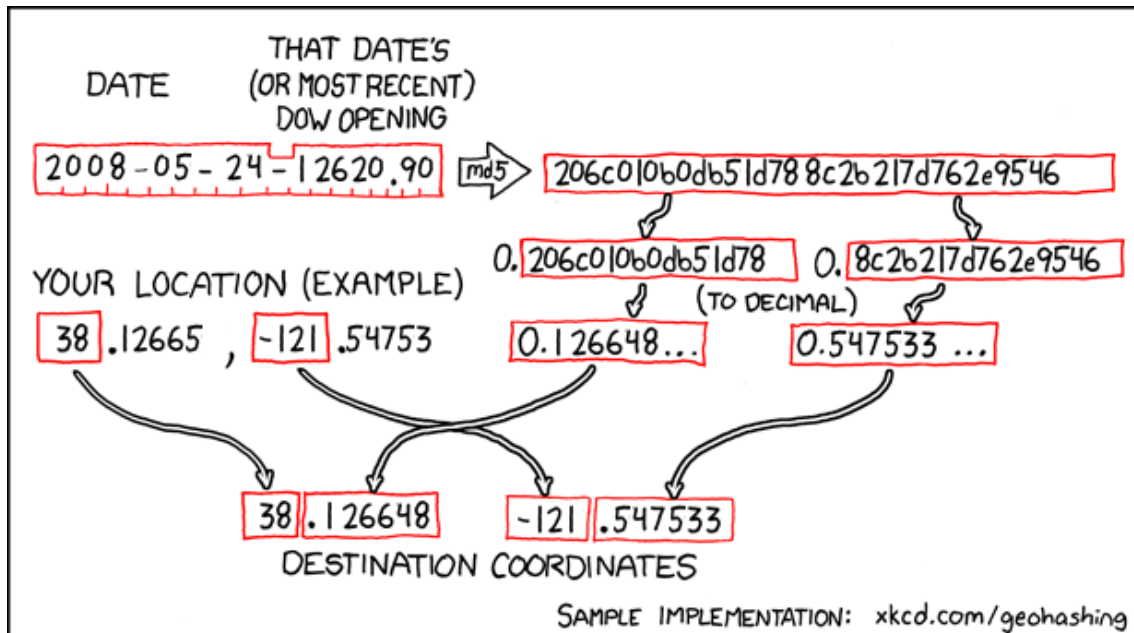 THAT DATE'S
DATE (OR MOST RECENT)
DOW OPENING
2008-05-24-12620.90 md5 206c010b0db51d788c2b217d762e9546
0.206c010b0db51d78 0.8c2b217d762e9546
YOUR LOCATION (EXAMPLE) (TO DECIMAL)
38.12665, -121.54753 0.126648... 0.547533...
38.126648 -121.547533
DESTINATION COORDINATES
SAMPLE IMPLEMENTATION: xkcd.com/geohashing